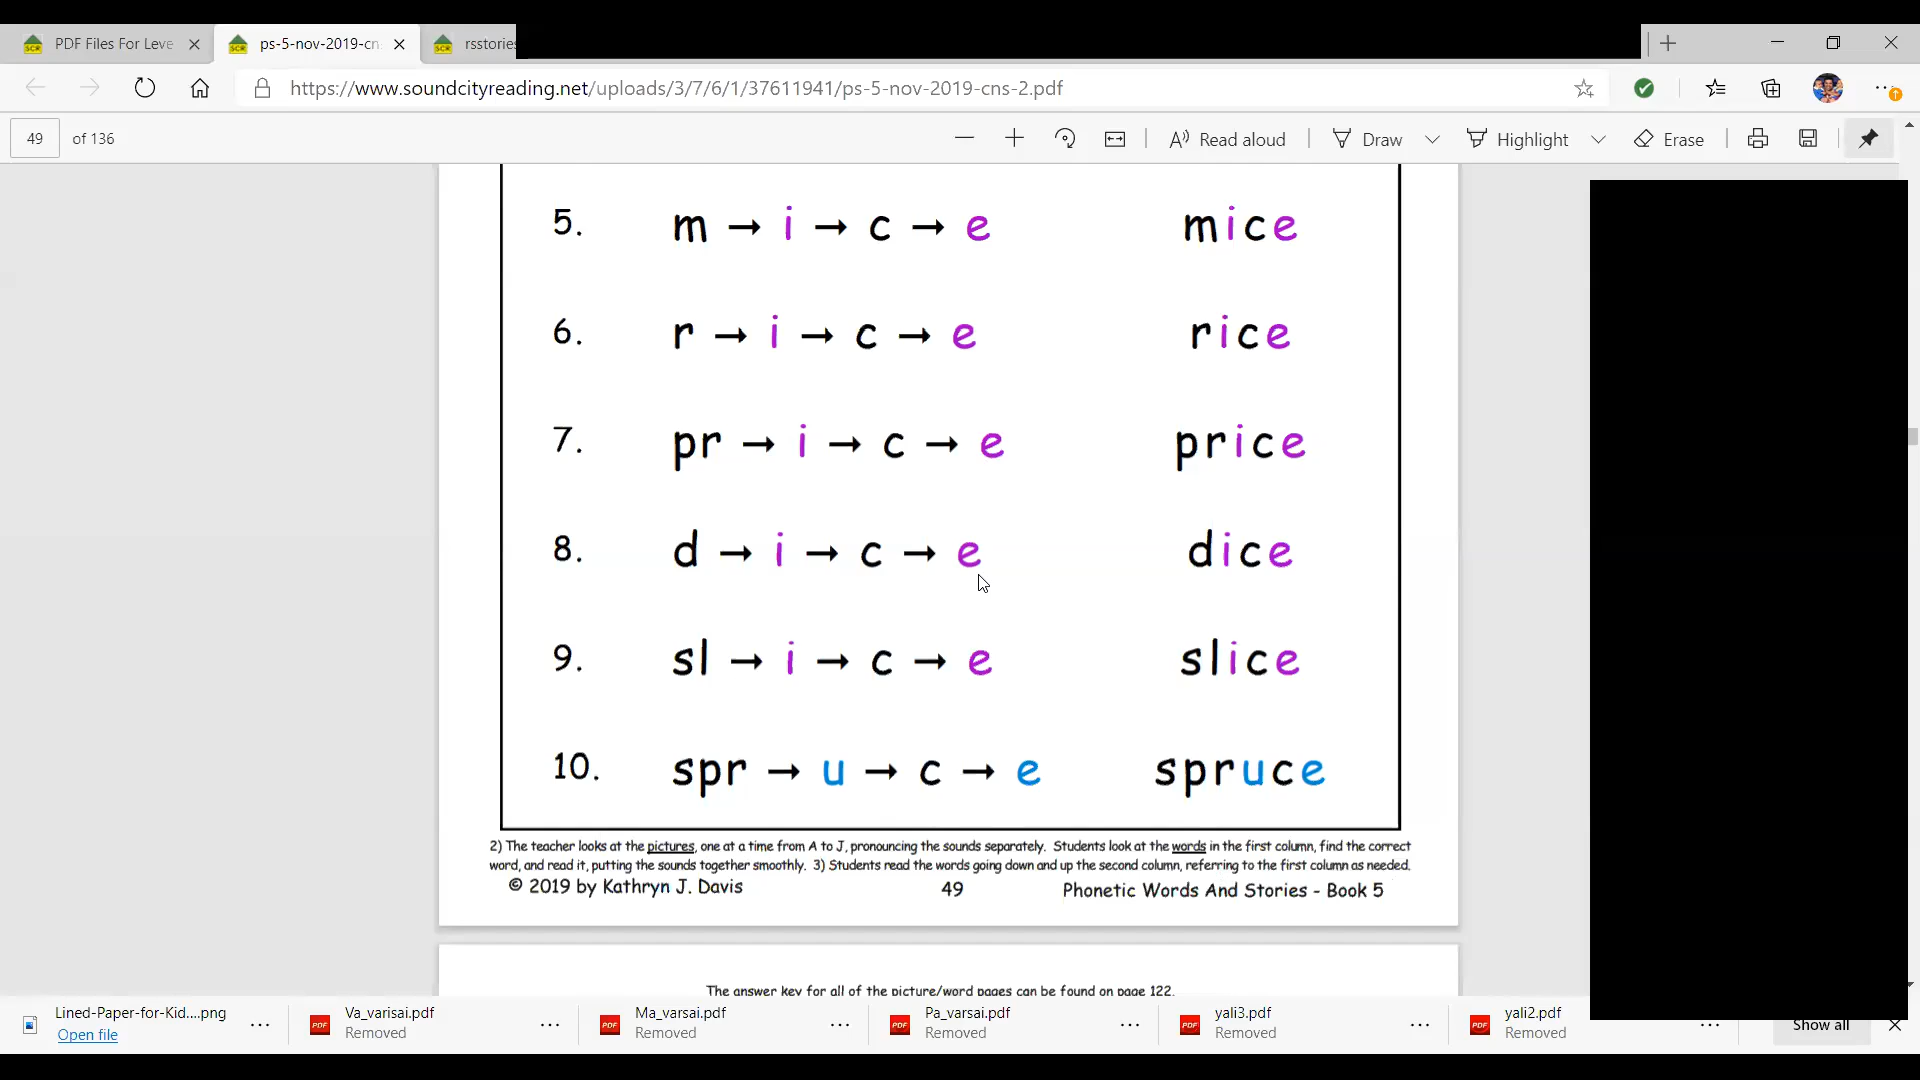 PDF Files For Leve
ps-5-nov-2019-cn
rsstories
https://www.soundcityreading.net/uploads/3/7/6/1/37611941/ps-5-nov-2019-cns-2.pdf
49 of 136
Read aloud
Draw
Highlight
Erase
5. m → i → c → e mice
6. r → i → c → e rice
7. pr → i → c → e price
8. d → i → c → e dice
9. sl → i → c → e slice
10. spr → u → c → e spruce
2) The teacher looks at the pictures, one at a time from A to J, pronouncing the sounds separately. Students look at the words in the first column, find the correct
word, and read it, putting the sounds together smoothly. 3) Students read the words going down and up the second column, referring to the first column as needed.
© 2019 by Kathryn J. Davis 49 Phonetic Words And Stories - Book 5
The answer key for all of the picture/word pages can be found on page 122.
Lined-Paper-for-Kid....png
Open file
Va_varisai.pdf
Removed
Ma_varsai.pdf
Removed
Pa_varsai.pdf
Removed
yali3.pdf
Removed
yali2.pdf
Removed
Show all